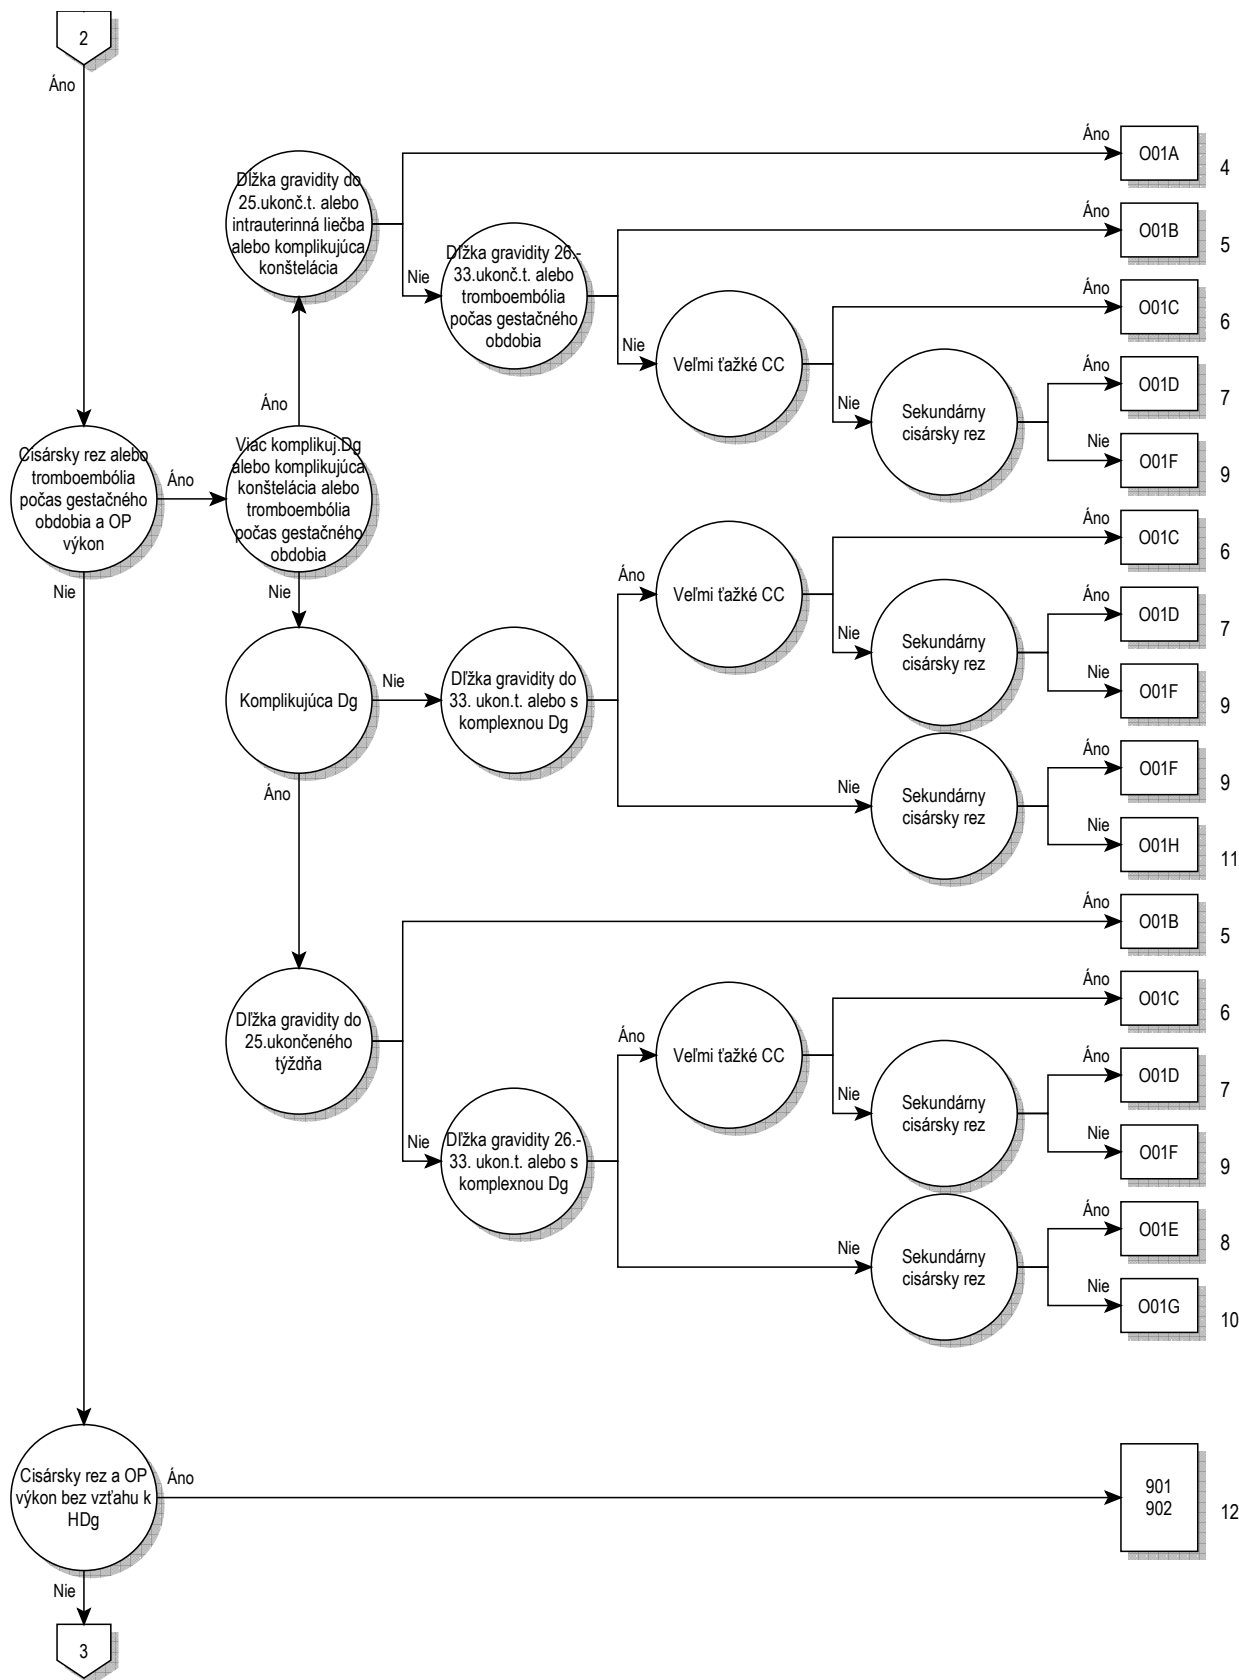 2
Áno
Áno
O01A
4
Dĺžka gravidity do
25.ukonč.t. alebo
intrauterinná liečba
alebo komplikujúca
konštelácia
Áno
O01B
5
Nie
Dĺžka gravidity 26.-
33.ukonč.t. alebo
tromboembólia
počas gestačného
obdobia
Áno
O01C
6
Nie
Veľmi ťažké CC
Áno
O01D
7
Nie
Sekundárny
cisársky rez
Nie
O01F
9
Áno
Cisársky rez alebo
tromboembólia
počas gestačného
obdobia a OP
výkon
Áno
Viac komplikuj.Dg
alebo komplikujúca
konštelácia alebo
tromboembólia
počas gestačného
obdobia
Nie
Nie
Áno
O01C
6
Áno
Veľmi ťažké CC
Áno
O01D
7
Nie
Sekundárny
cisársky rez
Nie
O01F
9
Komplikujúca Dg
Nie
Dĺžka gravidity do
33. ukon.t. alebo s
komplexnou Dg
Áno
Áno
O01F
9
Nie
Sekundárny
cisársky rez
Nie
O01H
11
Áno
O01B
5
Dĺžka gravidity do
25.ukončeného
týždňa
Áno
O01C
6
Áno
Veľmi ťažké CC
Áno
O01D
7
Nie
Sekundárny
cisársky rez
Nie
O01F
9
Nie
Dĺžka gravidity 26.-
33. ukon.t. alebo s
komplexnou Dg
Áno
O01E
8
Nie
Sekundárny
cisársky rez
Nie
O01G
10
Cisársky rez a OP
výkon bez vzťahu k
HDg
Áno
901
902
12
Nie
3